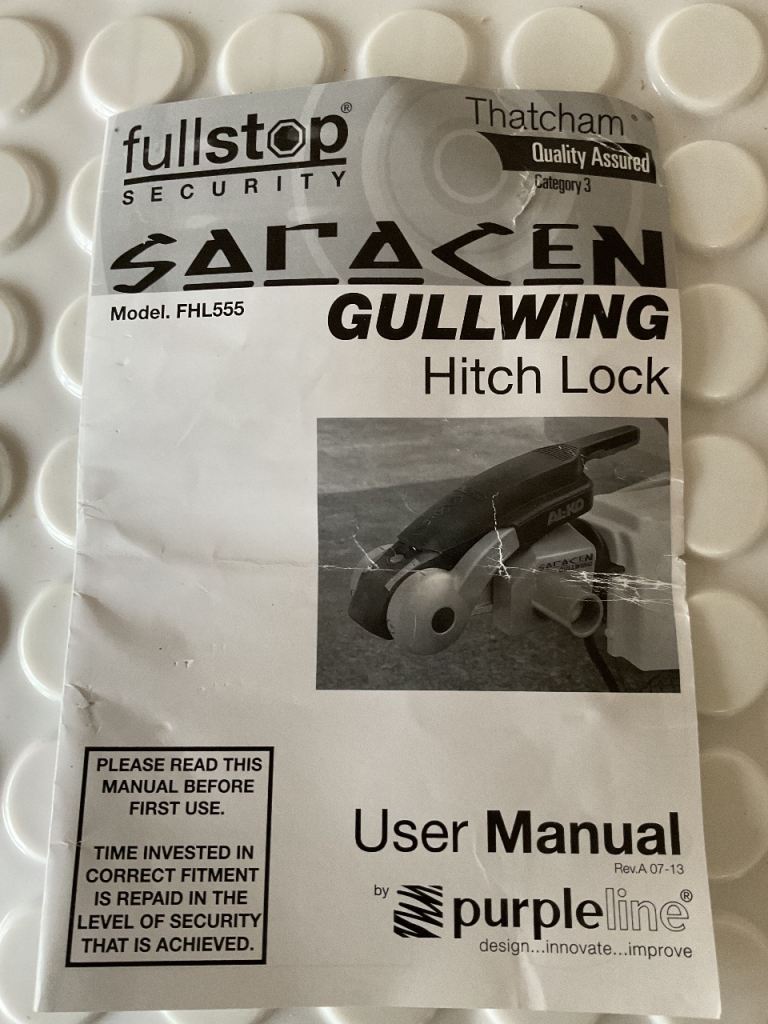 fullstop®
SECURITY
Thatcham
Quality Assured
Category 3
SARACEN
Model. FHL555
GULLWING
Hitch Lock
AL-KO
SARACEN
GULLWING
PLEASE READ THIS
MANUAL BEFORE
FIRST USE.
TIME INVESTED IN
CORRECT FITMENT
IS REPAID IN THE
LEVEL OF SECURITY
THAT IS ACHIEVED.
User Manual
Rev.A 07-13
by purpleline®
design...innovate...improve